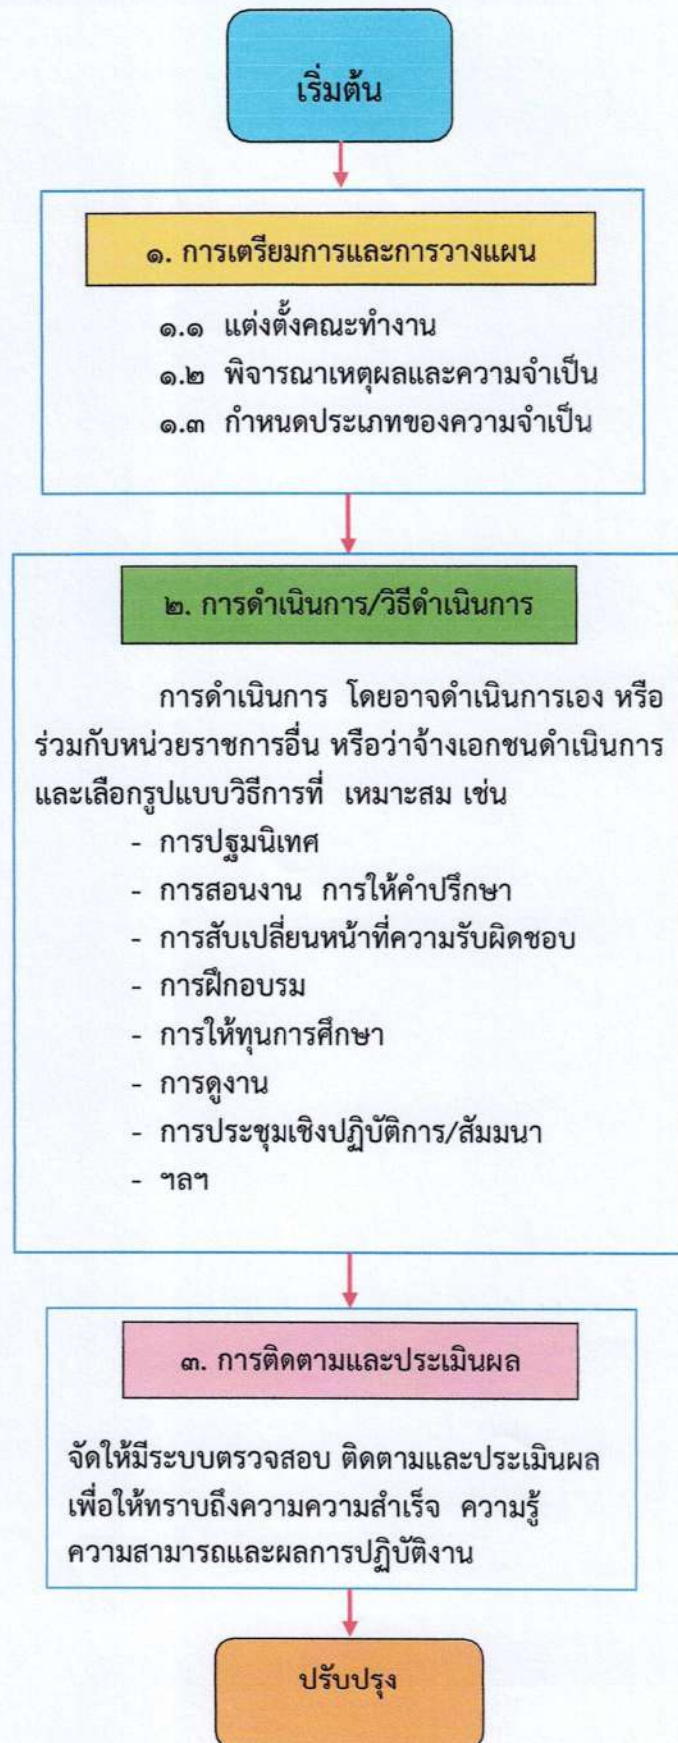 เริ่มต้น
๑. การเตรียมการและการวางแผน
๑.๑ แต่งตั้งคณะทำงาน
๑.๒ พิจารณาเหตุผลและความจำเป็น
๑.๓ กำหนดประเภทของความจำเป็น
๒. การดำเนินการ/วิธีดำเนินการ
การดำเนินการ โดยอาจดำเนินการเอง หรือ
ร่วมกับหน่วยราชการอื่น หรือว่าจ้างเอกชนดำเนินการ
และเลือกรูปแบบวิธีการที่ เหมาะสม เช่น
- การปฐมนิเทศ
- การสอนงาน การให้คำปรึกษา
- การสับเปลี่ยนหน้าที่ความรับผิดชอบ
- การฝึกอบรม
- การให้ทุนการศึกษา
- การดูงาน
- การประชุมเชิงปฏิบัติการ/สัมมนา
- ฯลฯ
๓. การติดตามและประเมินผล
จัดให้มีระบบตรวจสอบ ติดตามและประเมินผล
เพื่อให้ทราบถึงความความสำเร็จ ความรู้
ความสามารถและผลการปฏิบัติงาน
ปรับปรุง